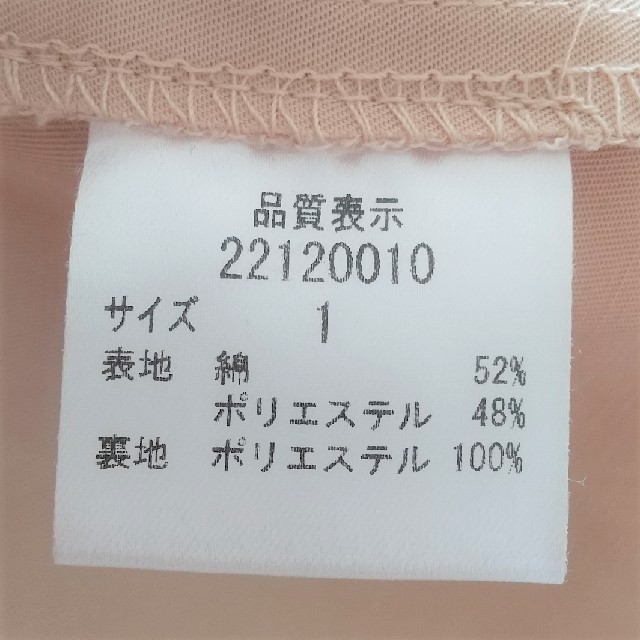 品質表示
22120010
サイズ 1
表地 綿 52%
ポリエステル 48%
裏地 ポリエステル 100%